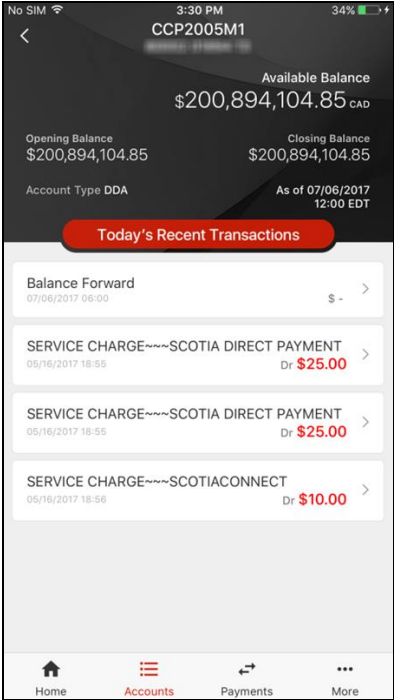 No SIM 3:30 PM 34%
CCP2005M1
Available Balance
$200,894,104.85 CAD
Opening Balance Closing Balance
$200,894,104.85 $200,894,104.85
Account Type DDA As of 07/06/2017
12:00 EDT
Today's Recent Transactions
Balance Forward
07/06/2017 06:00 $ -
SERVICE CHARGE~~~SCOTIA DIRECT PAYMENT
05/16/2017 18:55 Dr $25.00
SERVICE CHARGE~~~SCOTIA DIRECT PAYMENT
05/16/2017 18:55 Dr $25.00
SERVICE CHARGE~~~SCOTIACONNECT
05/16/2017 18:56 Dr $10.00
Home Accounts Payments More